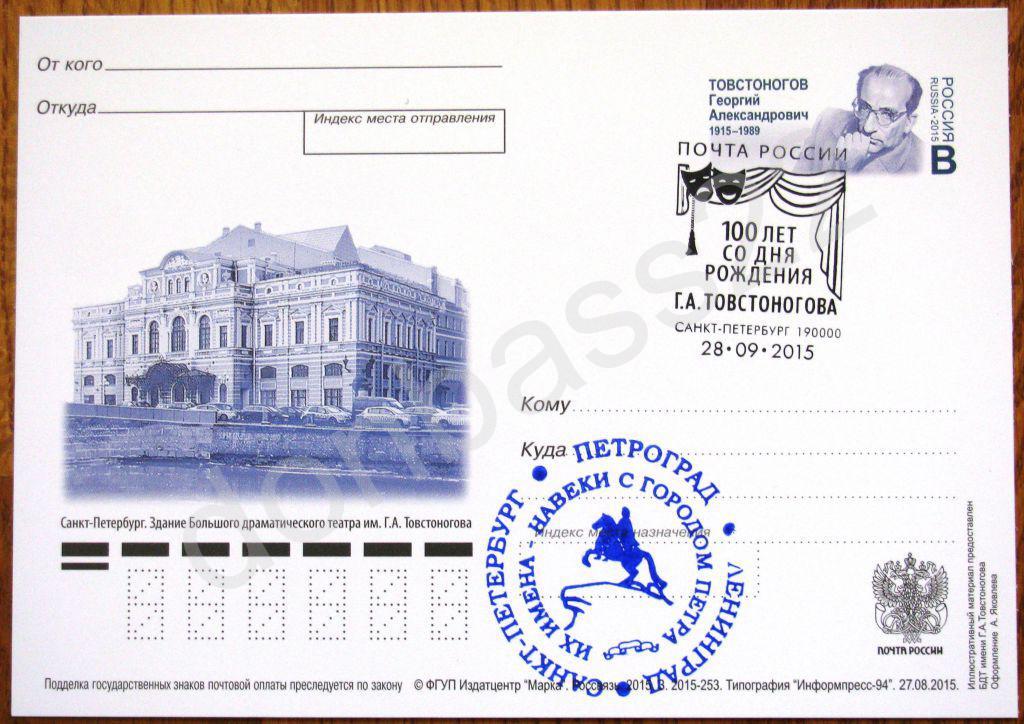 От кого
Откуда
Индекс места отправления
ТОВСТОНОГОВ
Георгий
Александрович
1915–1989
РОССИЯ
RUSSIA•2015
В
ПОЧТА РОССИИ
100 ЛЕТ
СО ДНЯ
РОЖДЕНИЯ
Г.А. ТОВСТОНОГОВА
САНКТ-ПЕТЕРБУРГ 190000
28•09•2015
Кому
Куда
Индекс места назначения
САНКТ-ПЕТЕРБУРГ • ПЕТРОГРАД • ЛЕНИНГРАД •
ИХ ИМЕНА - НАВЕКИ С ГОРОДОМ ПЕТРА
Санкт-Петербург. Здание Большого драматического театра им. Г.А. Товстоногова
ПОЧТА РОССИИ
Иллюстративный материал предоставлен
БДТ имени Г.А. Товстоногова
Оформление А. Яковлева
Подделка государственных знаков почтовой оплаты преследуется по закону © ФГУП Издатцентр "Марка". Россвязь. 2015. З. 2015-253. Типография "Информпресс-94". 27.08.2015.